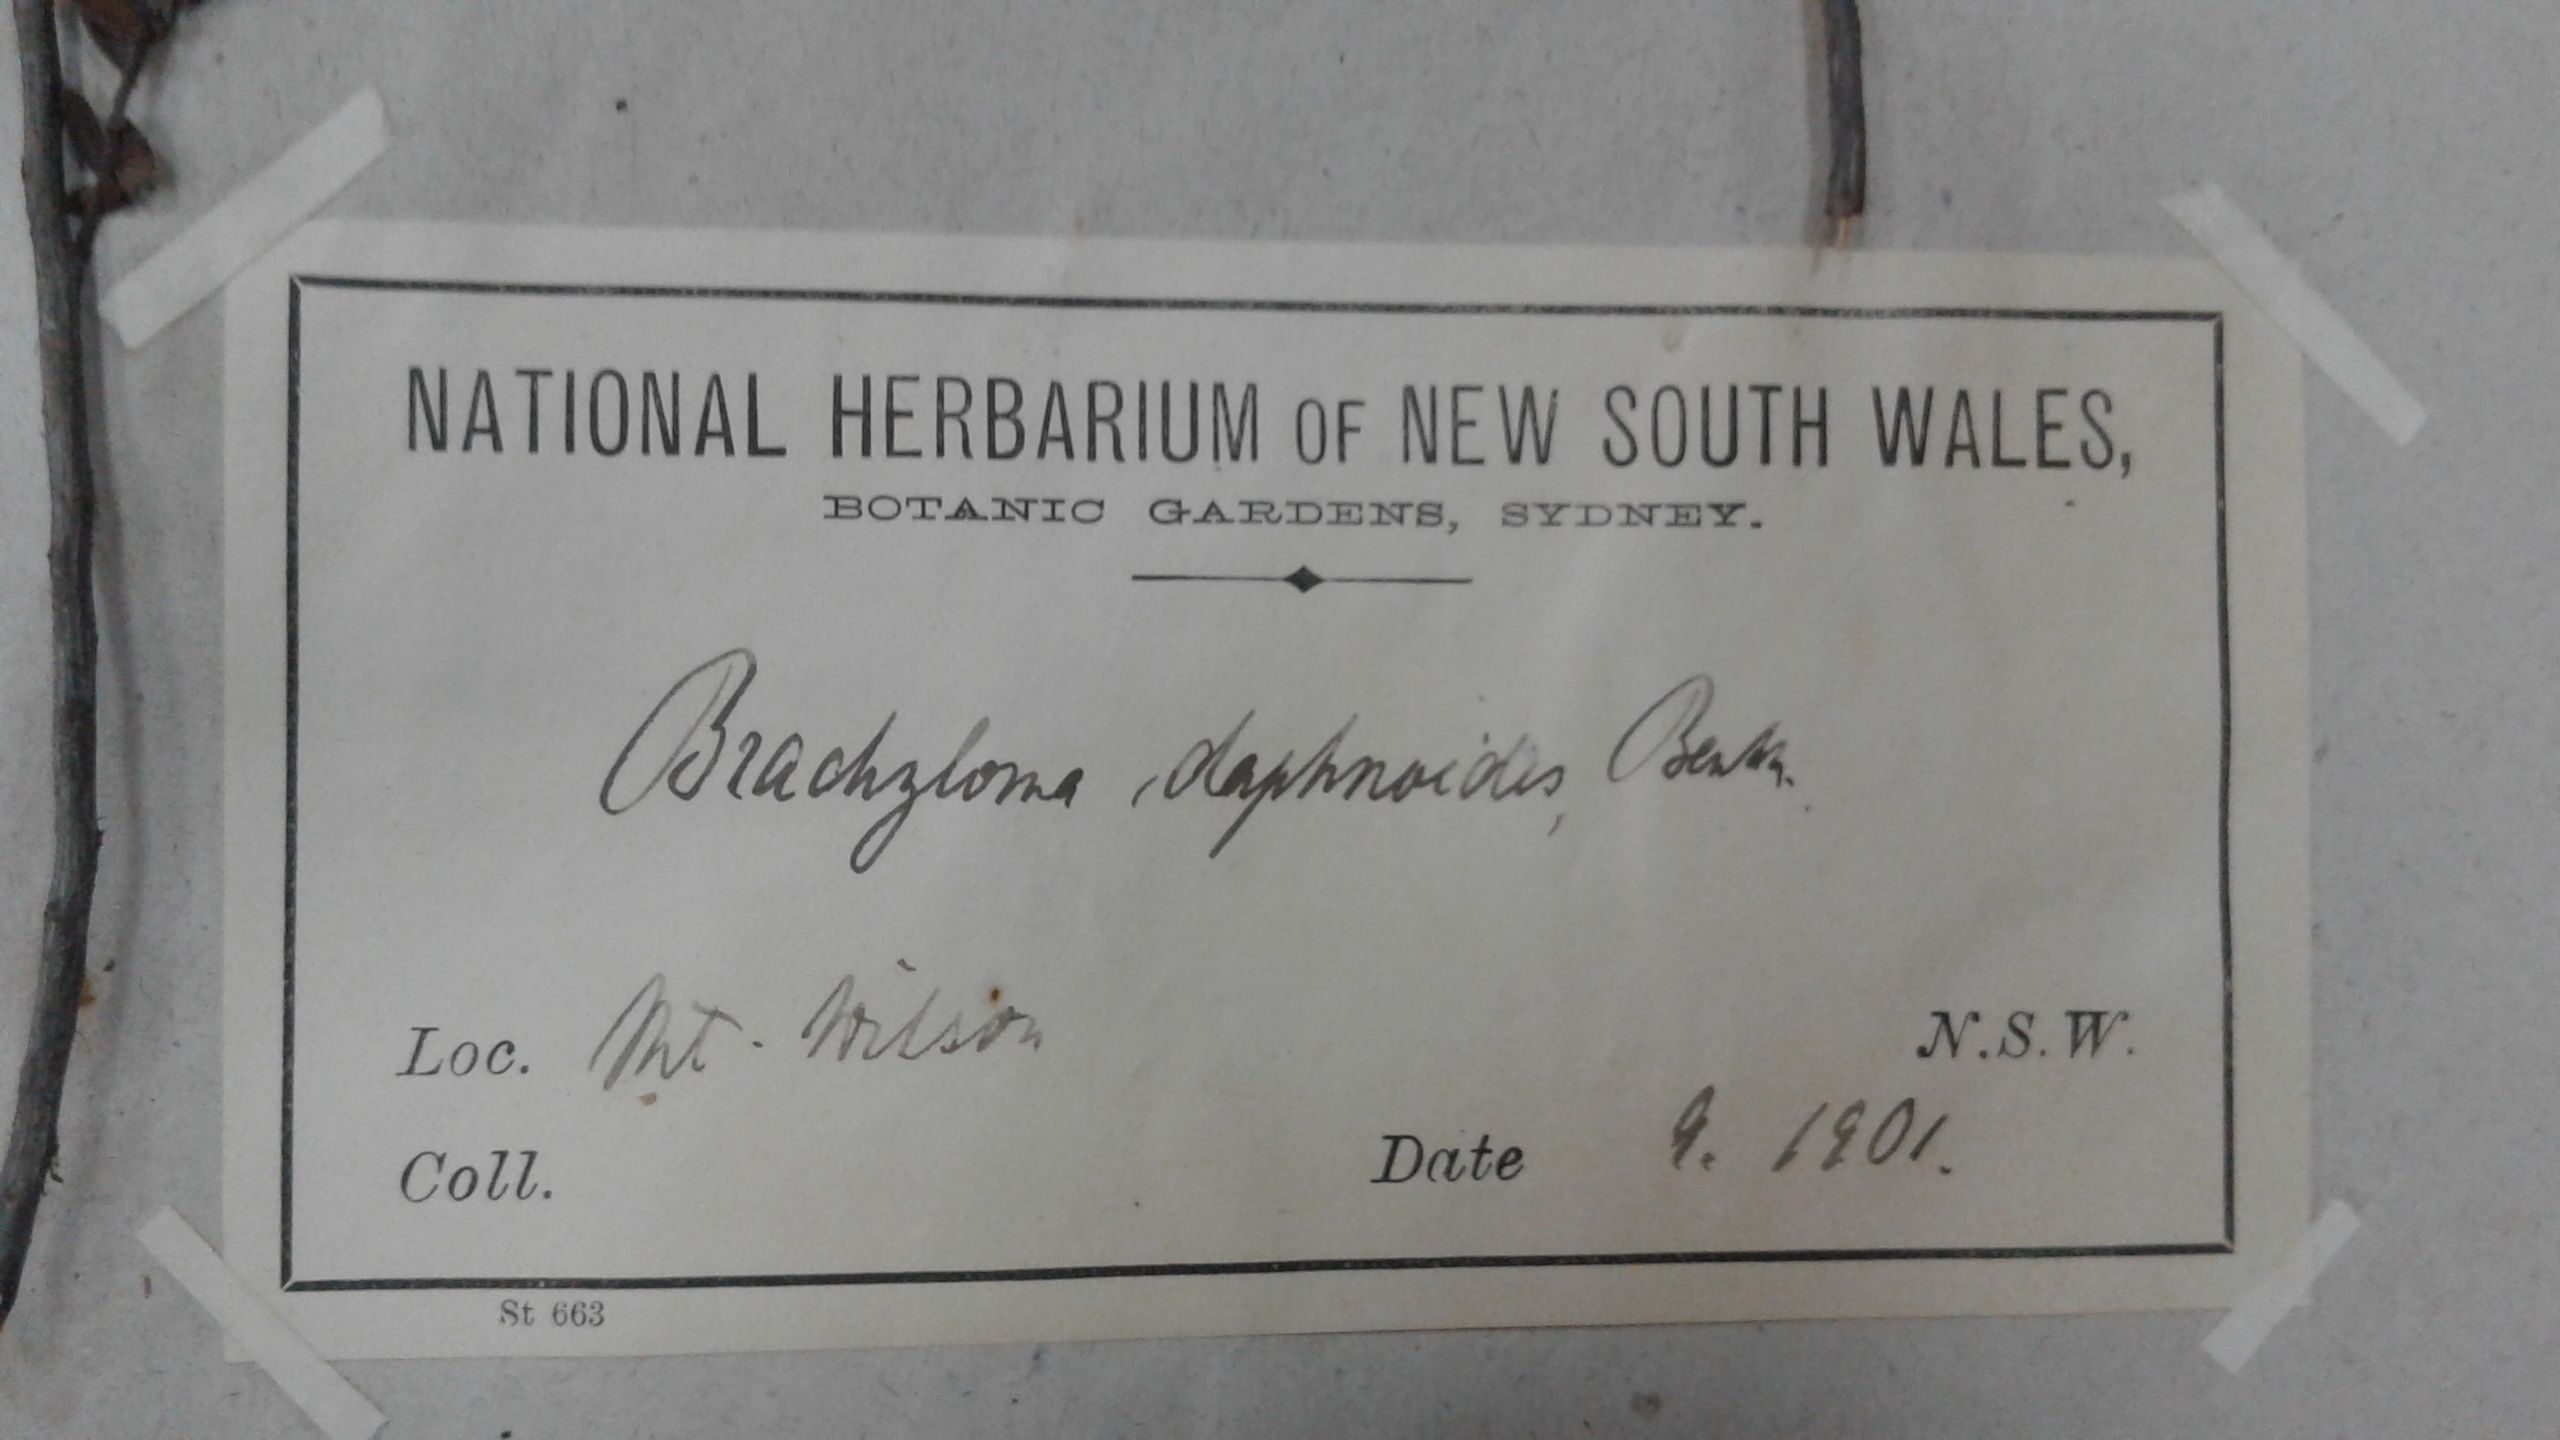 NATIONAL HERBARIUM OF NEW SOUTH WALES,
BOTANIC GARDENS, SYDNEY.
Brachyloma daphnoides, Benth.
Loc. Mt. Wilson N.S.W.
Coll. Date 9. 1901.
St 663